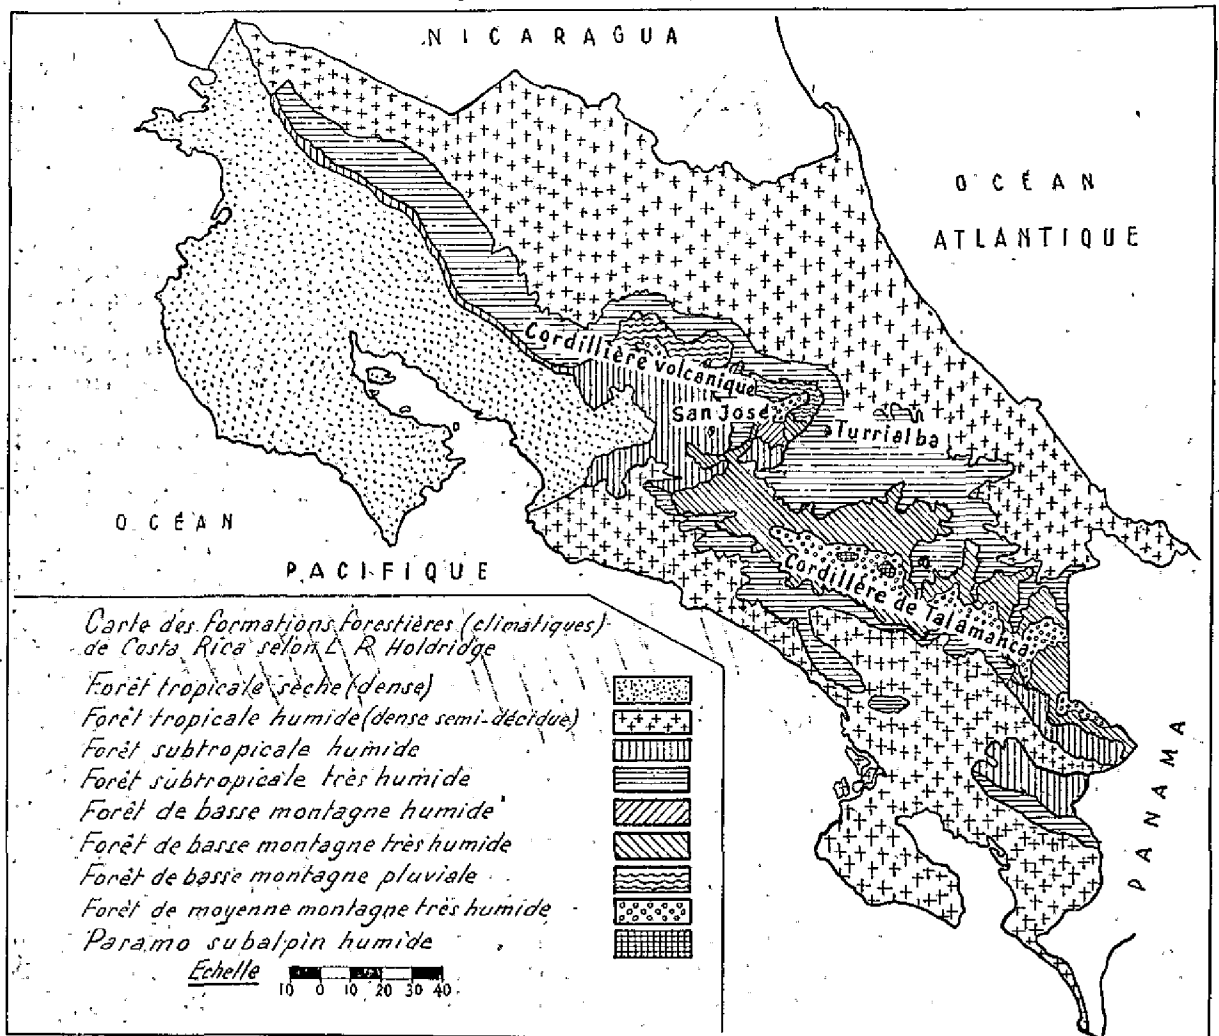 NICARAGUA
OCÉAN
ATLANTIQUE
Cordillière volcanique
San José
Turrialba
OCÉAN
PACIFIQUE
Cordillère de Talamanca
PANAMA
Carte des Formations Forestières (climatiques)
de Costa Rica selon L R Holdridge
Forêt tropicale sèche (dense)
Forêt tropicale humide (dense semi-décidue)
Forêt subtropicale humide
Forêt subtropicale très humide
Forêt de basse montagne humide
Forêt de basse montagne très humide
Forêt de basse montagne pluviale
Forêt de moyenne montagne très humide
Paramo subalpin humide
Echelle
10 0 10 20 30 40